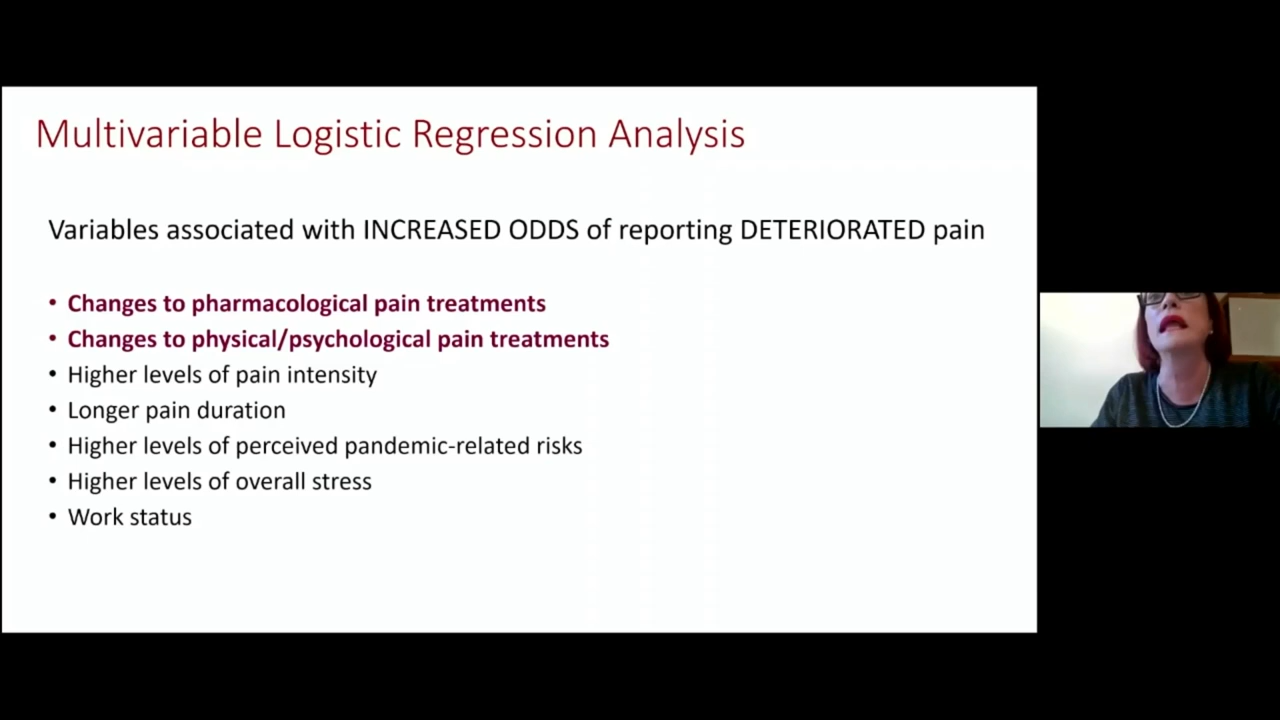 Multivariable Logistic Regression Analysis
Variables associated with INCREASED ODDS of reporting DETERIORATED pain
• Changes to pharmacological pain treatments
• Changes to physical/psychological pain treatments
• Higher levels of pain intensity
• Longer pain duration
• Higher levels of perceived pandemic-related risks
• Higher levels of overall stress
• Work status